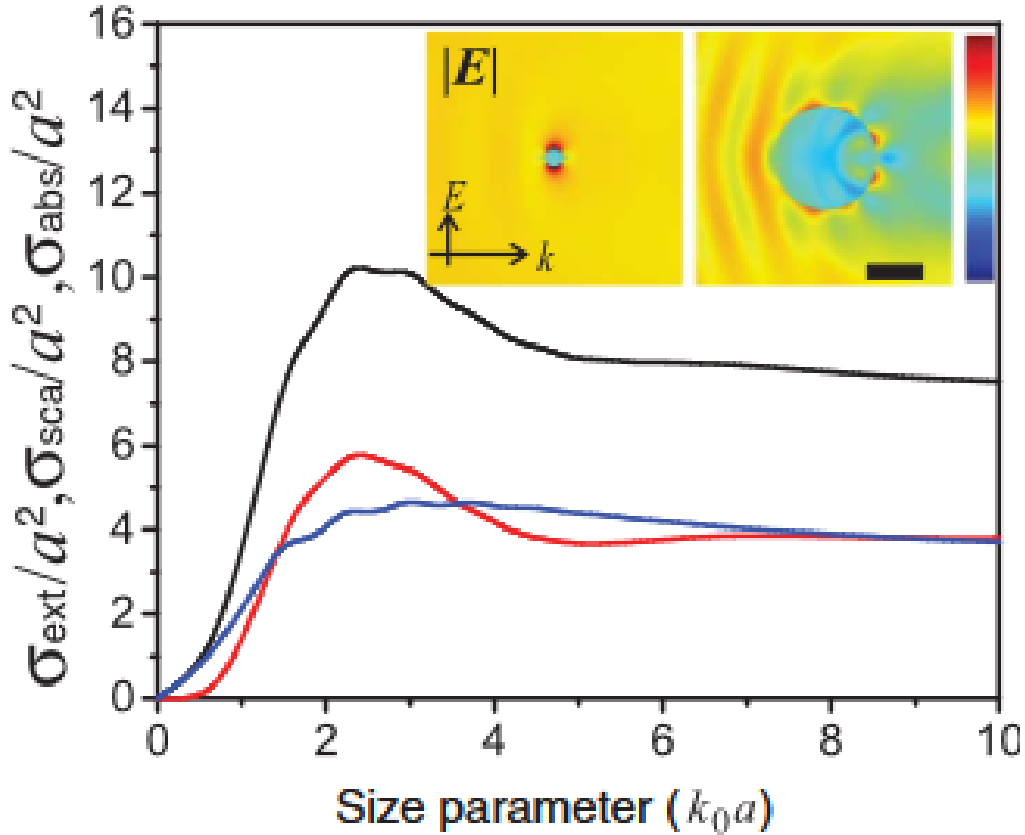 σext/a², σsca/a², σabs/a²
16
14
12
10
8
6
4
2
0
|E|
E
k
0 2 4 6 8 10
Size parameter (k₀a)